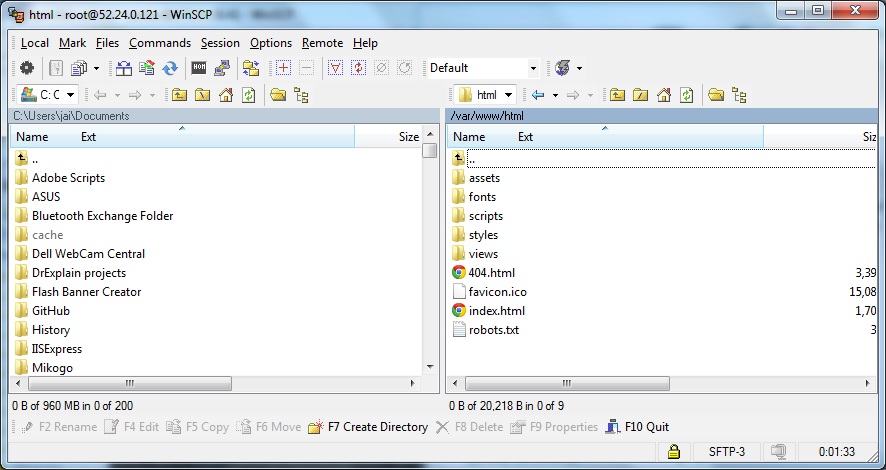 html - root@52.24.0.121 - WinSCP
Local Mark Files Commands Session Options Remote Help
Default
C: C html
C:\Users\jai\Documents /var/www/html
Name Ext Size Name Ext Siz
.. ..
Adobe Scripts assets
ASUS fonts
Bluetooth Exchange Folder scripts
cache styles
Dell WebCam Central views
DrExplain projects 404.html 3,39
Flash Banner Creator favicon.ico 15,08
GitHub index.html 1,70
History robots.txt 3
IISExpress
Mikogo
0 B of 960 MB in 0 of 200 0 B of 20,218 B in 0 of 9
F2 Rename F4 Edit F5 Copy F6 Move F7 Create Directory F8 Delete F9 Properties F10 Quit
SFTP-3 0:01:33